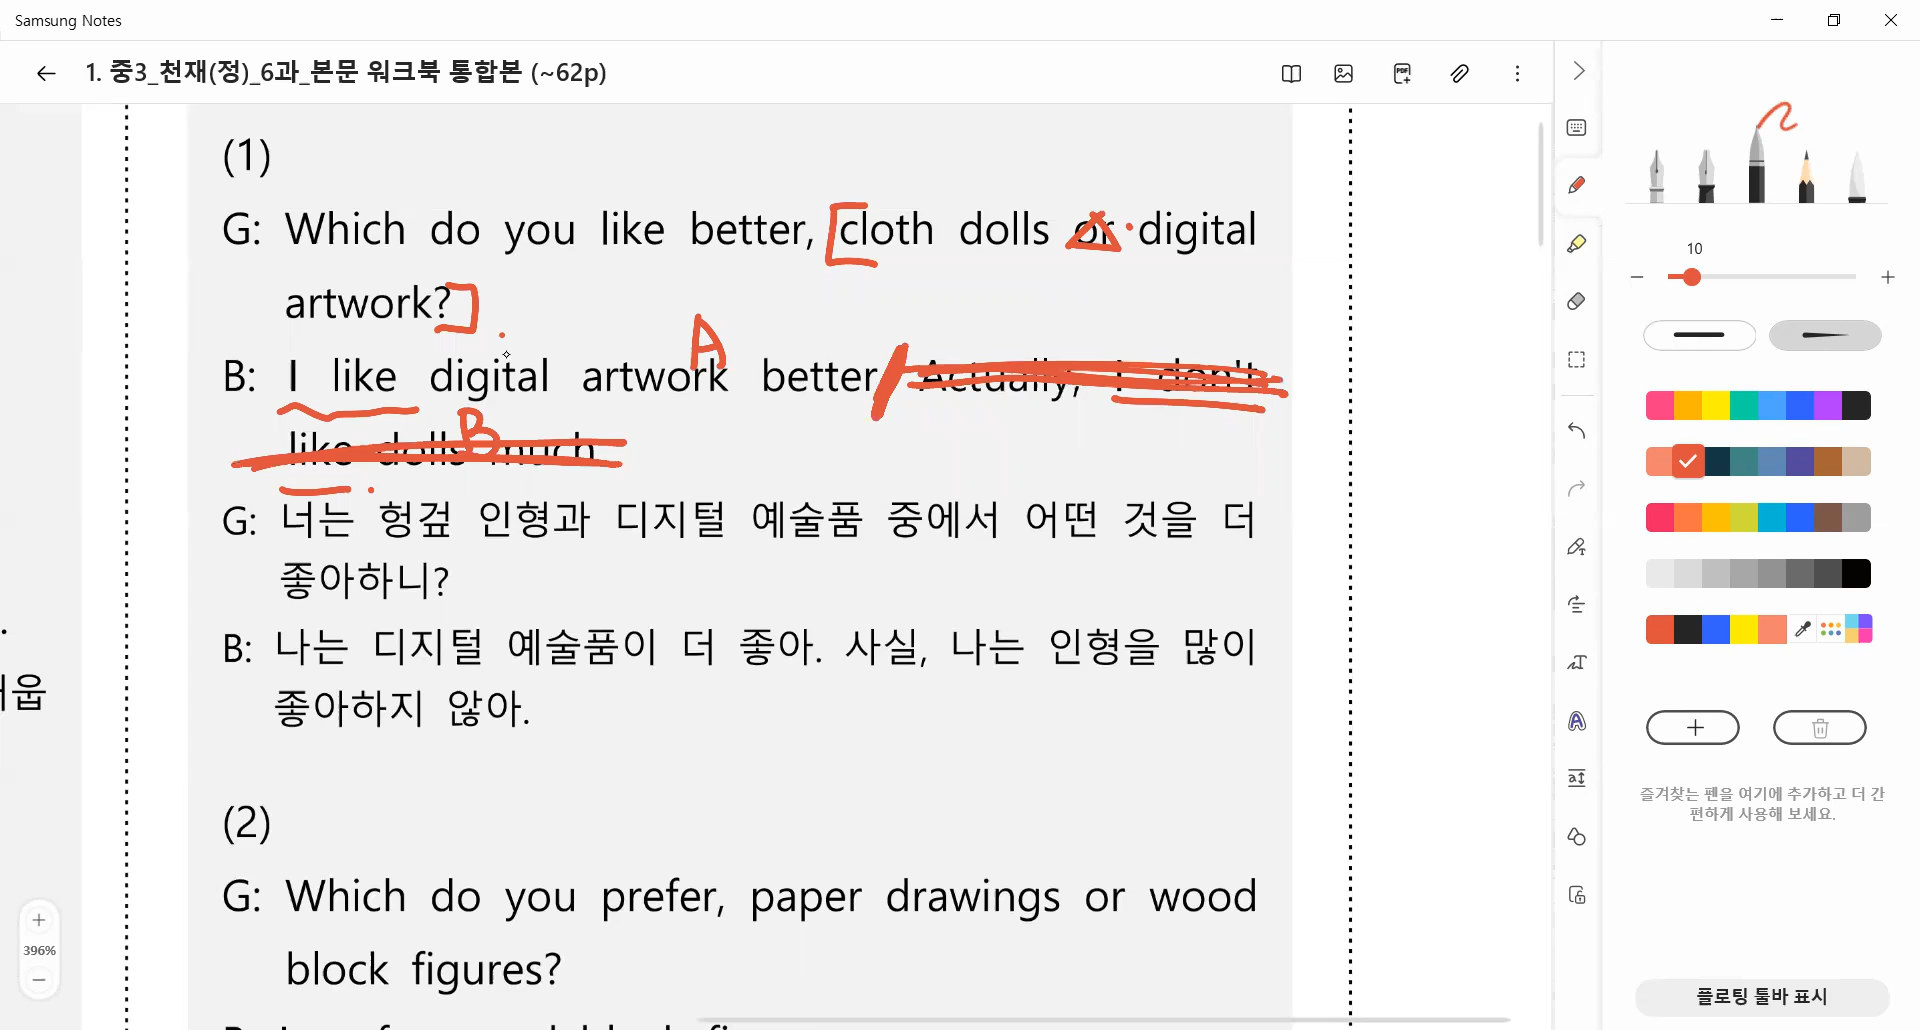 Samsung Notes
1. 중3_천재(정)_6과_본문 워크북 통합본 (~62p)
(1)
G: Which do you like better, cloth dolls or digital
artwork?
A
B: I like digital artwork better. Actually, I don't
B
like dolls much.
G: 너는 헝겊 인형과 디지털 예술품 중에서 어떤 것을 더
좋아하니?
B: 나는 디지털 예술품이 더 좋아. 사실, 나는 인형을 많이
좋아하지 않아.
(2)
G: Which do you prefer, paper drawings or wood
block figures?
396%
10
즐겨찾는 펜을 여기에 추가하고 더 간
편하게 사용해 보세요.
플로팅 툴바 표시